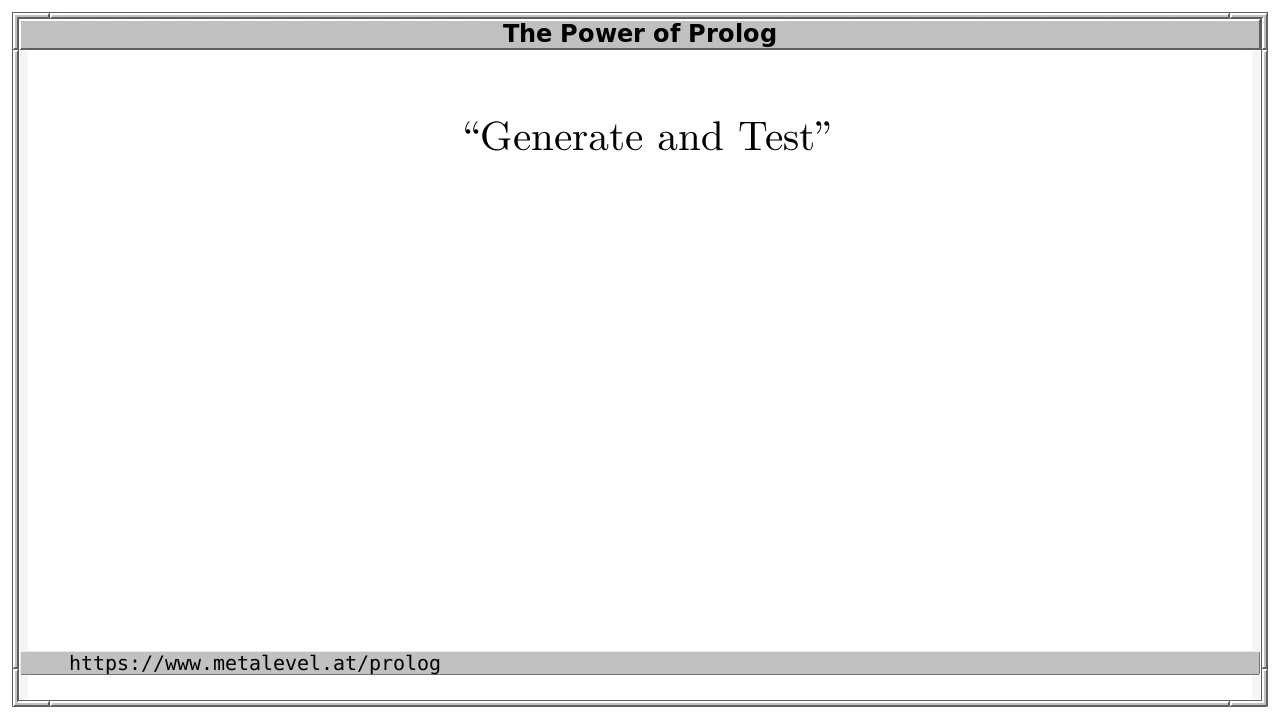 The Power of Prolog
“Generate and Test”
https://www.metalevel.at/prolog